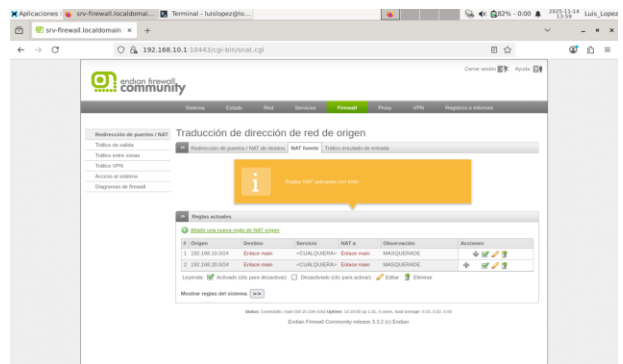 Aplicaciones
srv-firewall.localdomai...
Terminal - luislopez@lo...
82% - 0:00
2025-11-14
13:59
Luis_Lopez
srv-firewall.localdomain
192.168.10.1:10443/cgi-bin/snat.cgi
Cerrar sesión
Ayuda
endian firewall
community
Sistema Estado Red Servicios Firewall Proxy VPN Registros e informes
Redirección de puertos / NAT
Tráfico de salida
Tráfico entre zonas
Tráfico VPN
Acceso al sistema
Diagramas de firewall
Traducción de dirección de red de origen
>> Redirección de puertos / NAT de destino NAT fuente Tráfico enrutado de entrada
Reglas NAT aplicadas con éxito
>> Reglas actuales
Añadir una nueva regla de NAT origen
# Origen Destino Servicio NAT a Observación Acciones
1 192.168.10.0/24 Enlace main <CUALQUIERA> Enlace main MASQUERADE
2 192.168.20.0/24 Enlace main <CUALQUIERA> Enlace main MASQUERADE
Leyenda: Activado (clic para desactivar) Desactivado (clic para activar) Editar Eliminar
Mostrar reglas del sistema >>
Endian Firewall Community release 3.3.2 (c) Endian